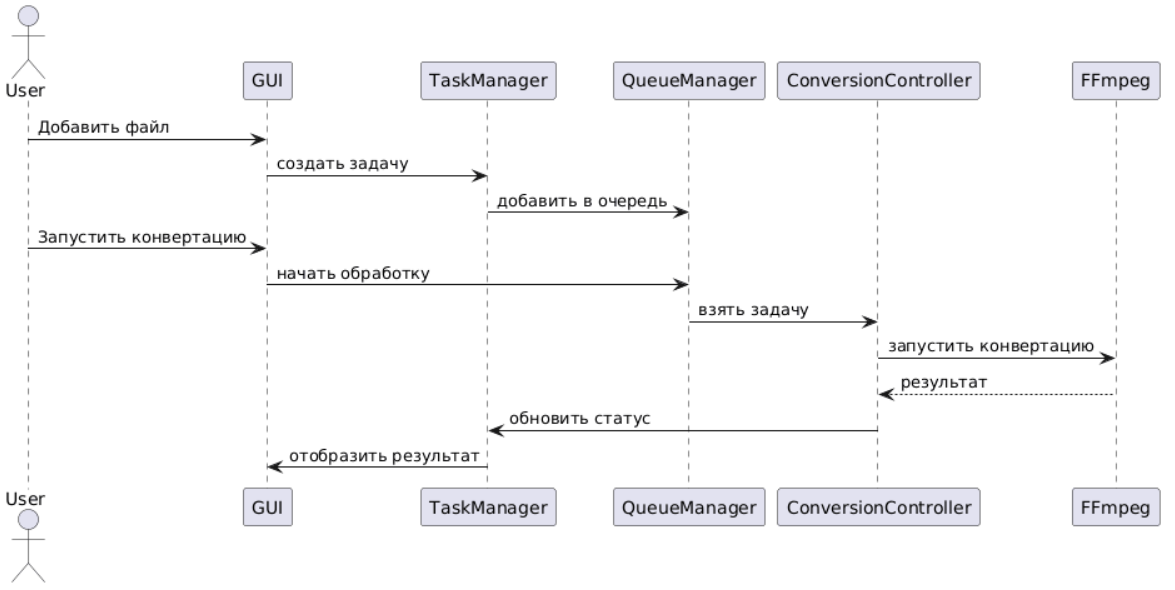 User
GUI
TaskManager
QueueManager
ConversionController
FFmpeg
Добавить файл
создать задачу
добавить в очередь
Запустить конвертацию
начать обработку
взять задачу
запустить конвертацию
результат
обновить статус
отобразить результат
User
GUI
TaskManager
QueueManager
ConversionController
FFmpeg